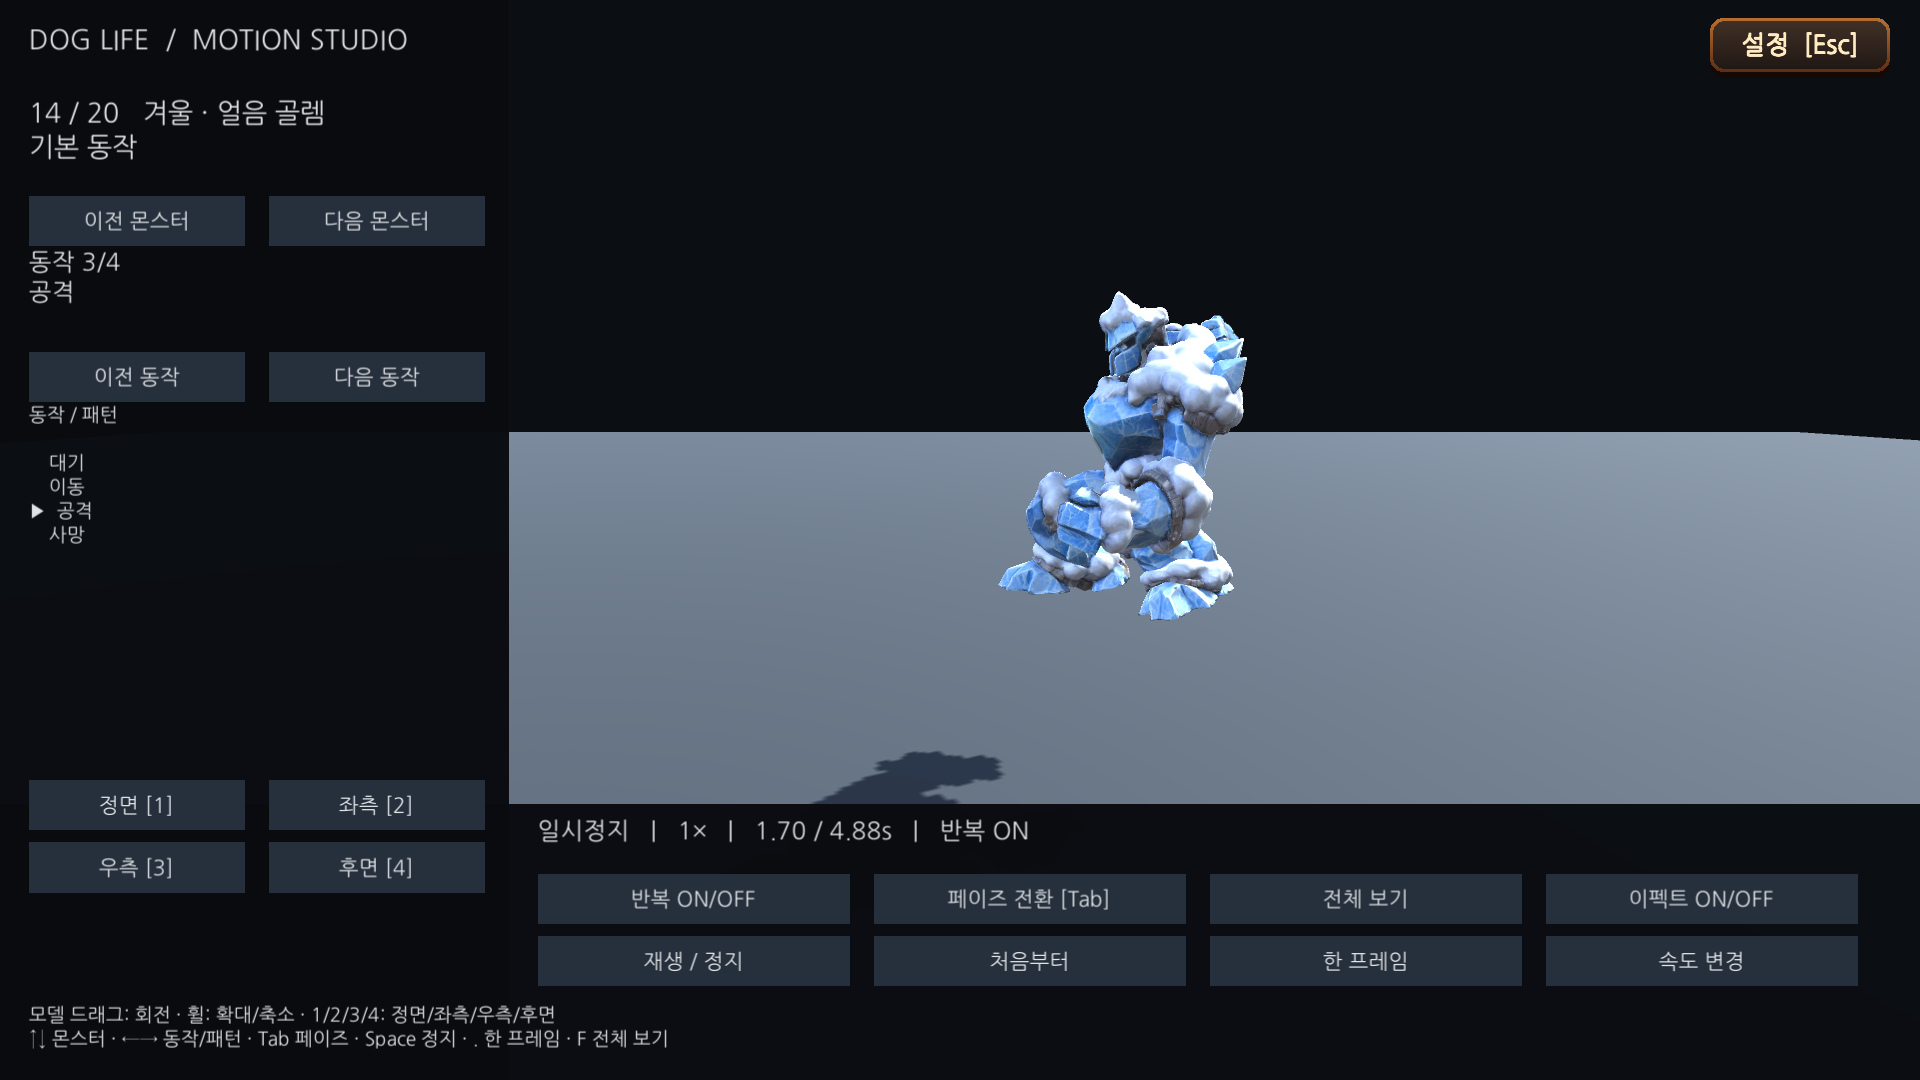 DOG LIFE / MOTION STUDIO
설정 [Esc]
14 / 20 겨울 · 얼음 골렘
기본 동작
이전 몬스터
다음 몬스터
동작 3/4
공격
이전 동작
다음 동작
동작 / 패턴
대기
이동
▶ 공격
사망
정면 [1]
좌측 [2]
우측 [3]
후면 [4]
일시정지 | 1× | 1.70 / 4.88s | 반복 ON
반복 ON/OFF
페이즈 전환 [Tab]
전체 보기
이펙트 ON/OFF
재생 / 정지
처음부터
한 프레임
속도 변경
모델 드래그: 회전 · 휠: 확대/축소 · 1/2/3/4: 정면/좌측/우측/후면
↑↓ 몬스터 · ←→ 동작/패턴 · Tab 페이즈 · Space 정지 · . 한 프레임 · F 전체 보기